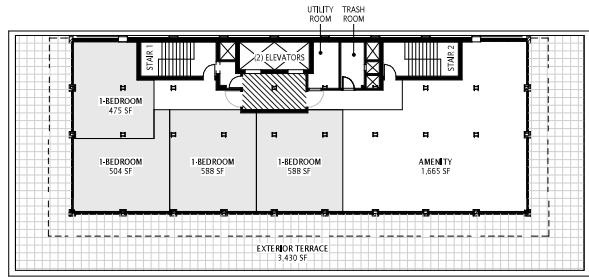 UTILITY
ROOM
TRASH
ROOM
STAIR 1
(2) ELEVATORS
STAIR 2
1-BEDROOM
475 SF
1-BEDROOM
504 SF
1-BEDROOM
588 SF
1-BEDROOM
588 SF
AMENITY
1,665 SF
EXTERIOR TERRACE
3,430 SF